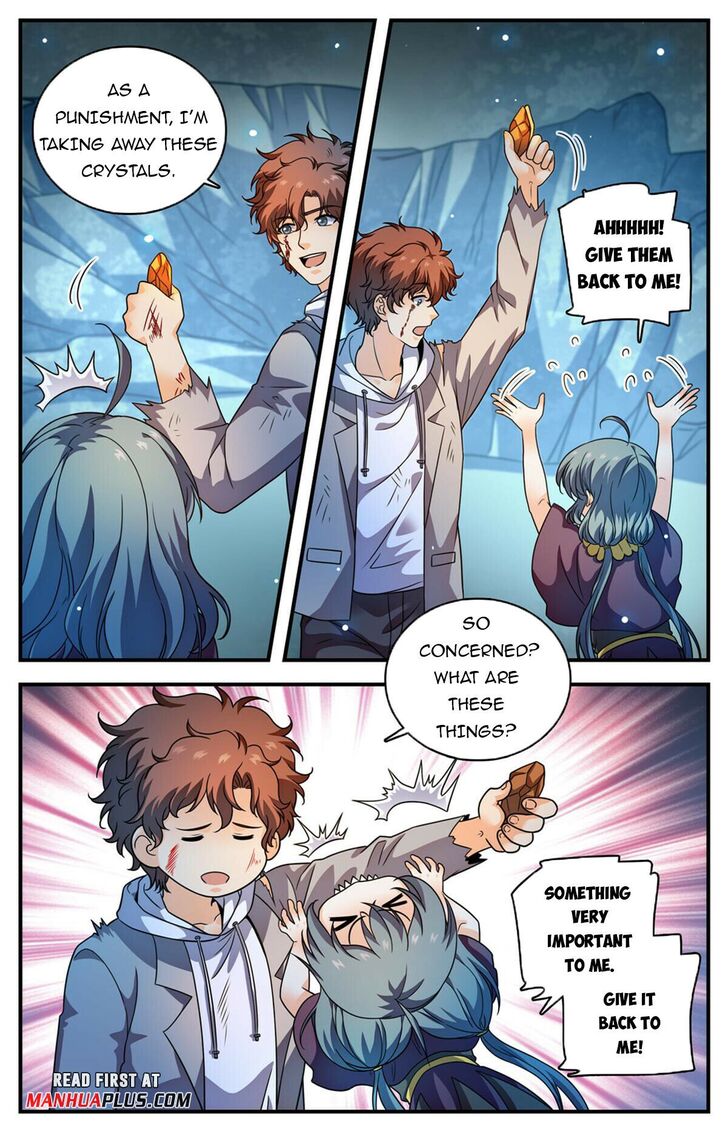 AS A
PUNISHMENT, I'M
TAKING AWAY THESE
CRYSTALS.
AHHHHH!
GIVE THEM
BACK TO ME!
SO
CONCERNED?
WHAT ARE
THESE
THINGS?
SOMETHING
VERY
IMPORTANT
TO ME.
GIVE IT
BACK TO
ME!
READ FIRST AT
MANHUAPLUS.COM